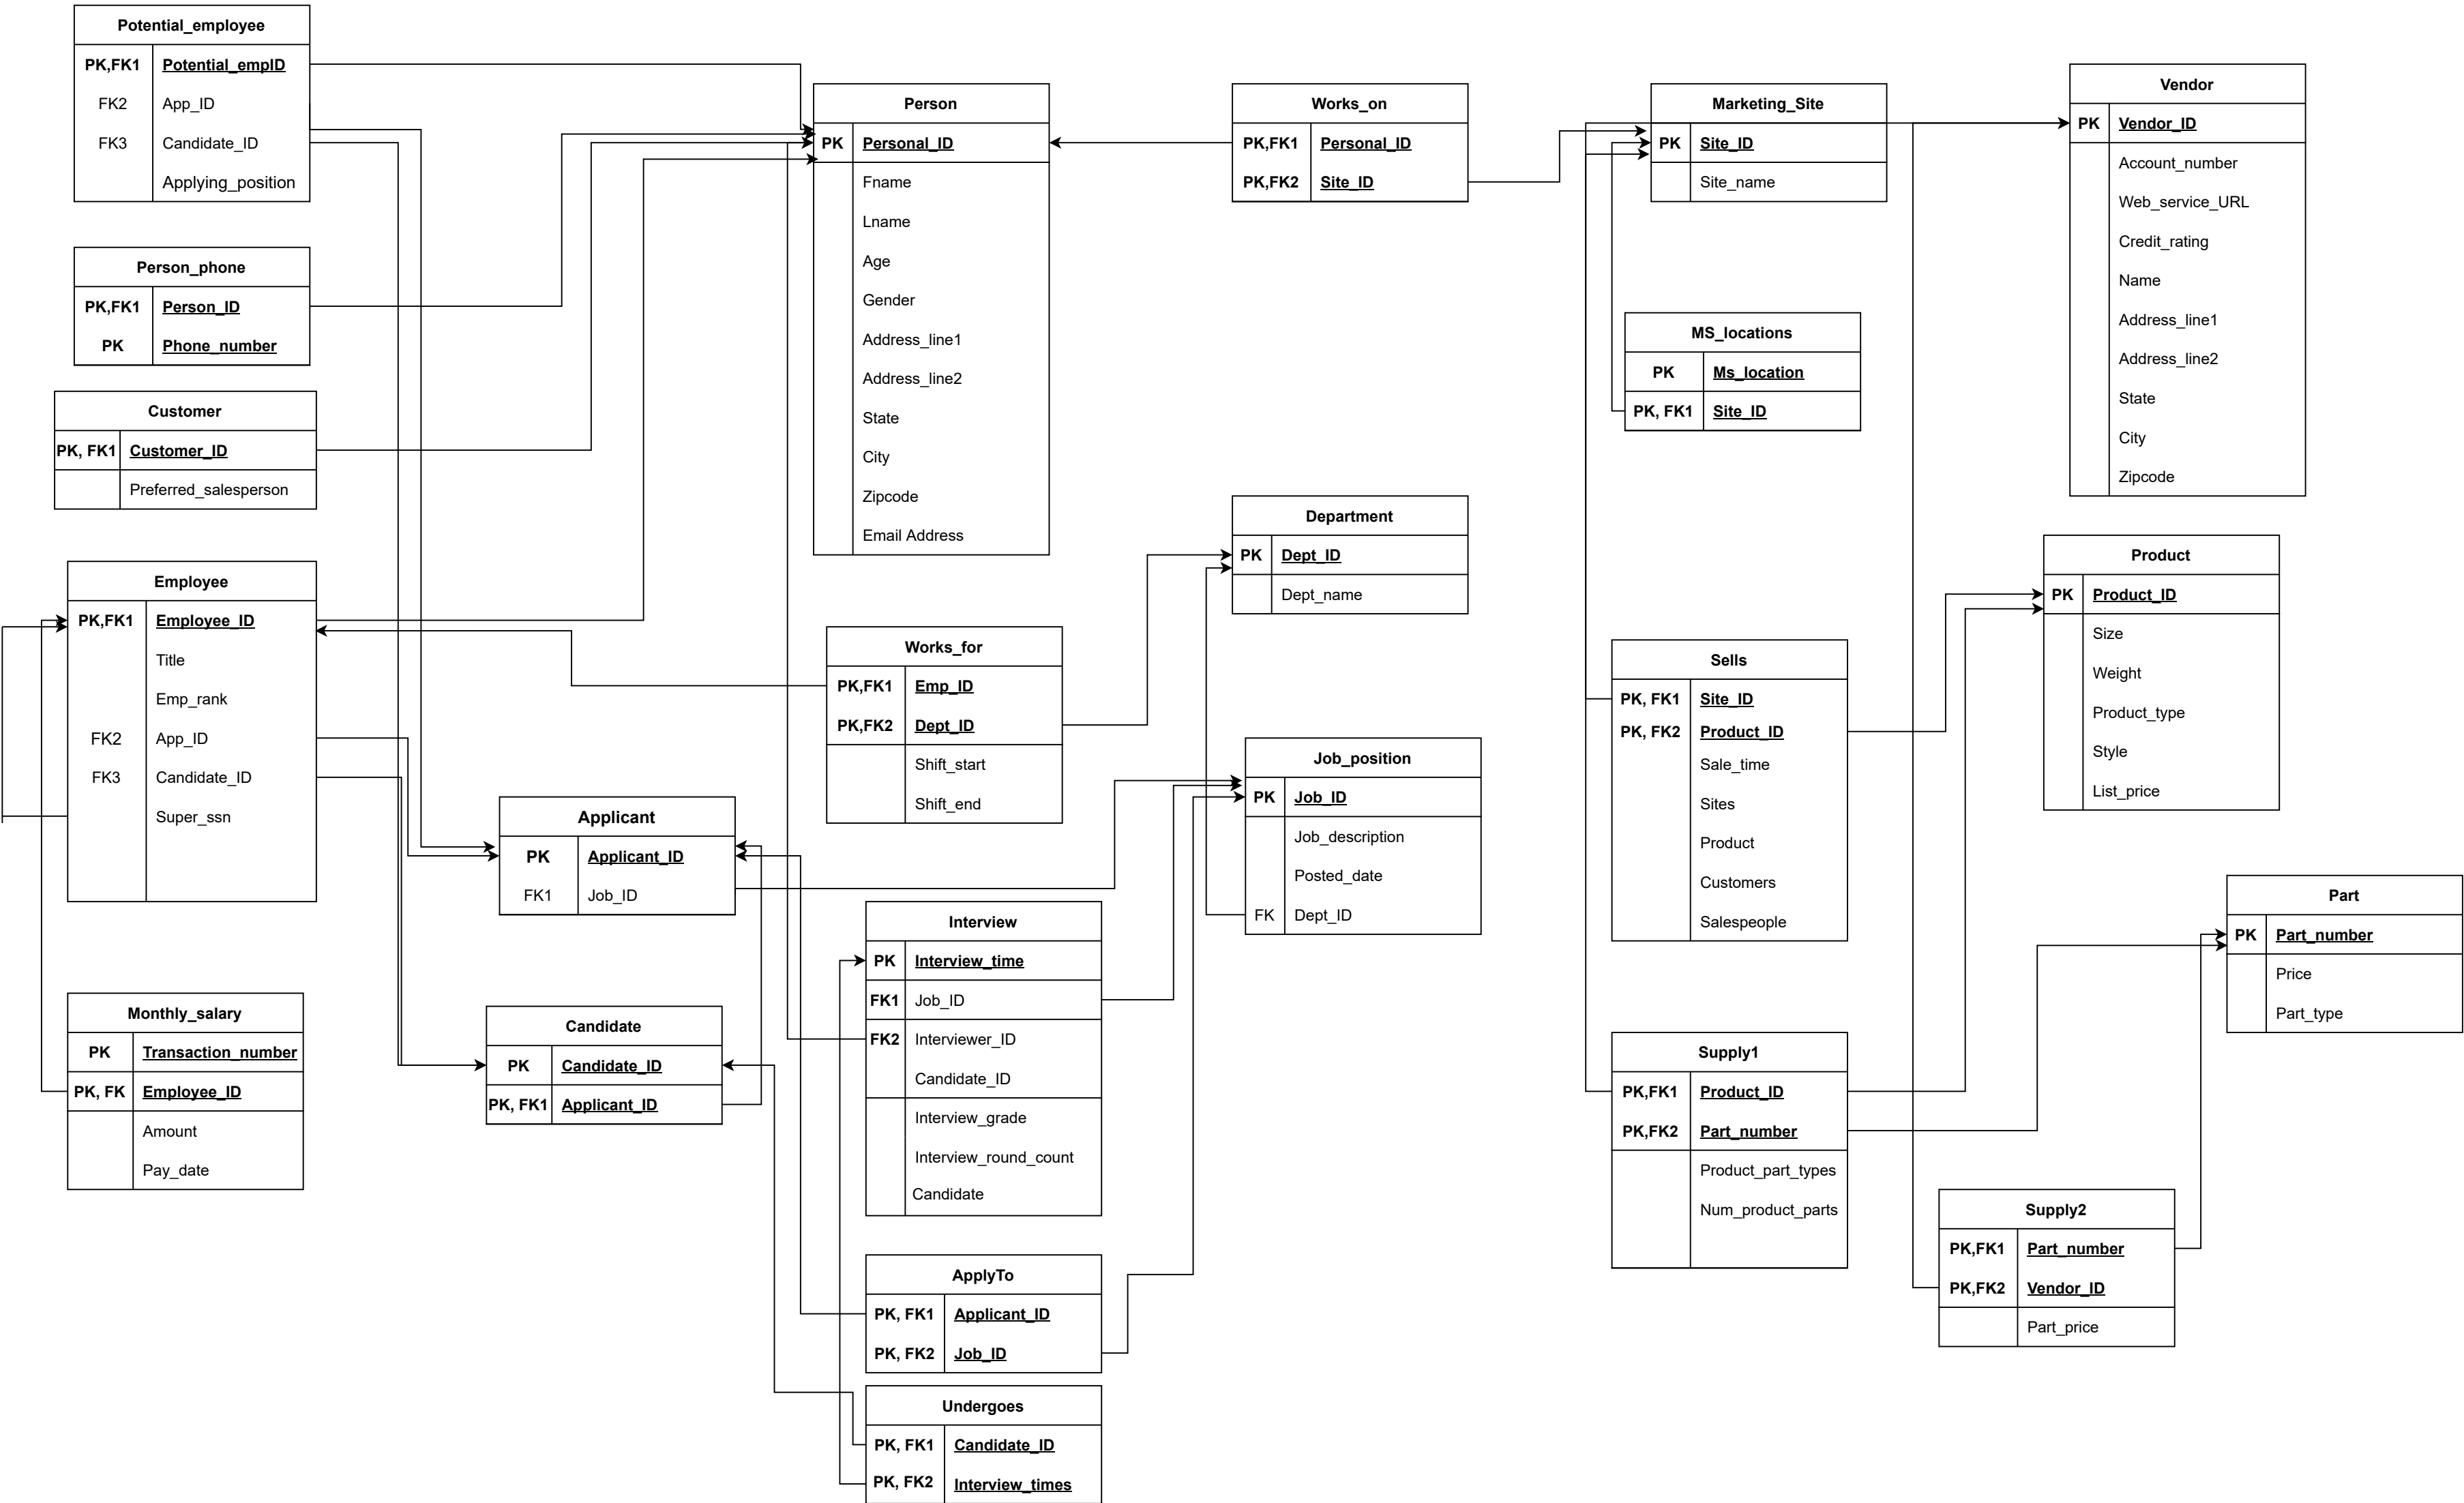 Potential_employee
PK,FK1 Potential_empID
FK2 App_ID
FK3 Candidate_ID
Applying_position
Person_phone
PK,FK1 Person_ID
PK Phone_number
Customer
PK, FK1 Customer_ID
Preferred_salesperson
Employee
PK,FK1 Employee_ID
Title
Emp_rank
FK2 App_ID
FK3 Candidate_ID
Super_ssn
Monthly_salary
PK Transaction_number
PK, FK Employee_ID
Amount
Pay_date
Applicant
PK Applicant_ID
FK1 Job_ID
Candidate
PK Candidate_ID
PK, FK1 Applicant_ID
Person
PK Personal_ID
Fname
Lname
Age
Gender
Address_line1
Address_line2
State
City
Zipcode
Email Address
Works_for
PK,FK1 Emp_ID
PK,FK2 Dept_ID
Shift_start
Shift_end
Interview
PK Interview_time
FK1 Job_ID
FK2 Interviewer_ID
Candidate_ID
Interview_grade
Interview_round_count
Candidate
ApplyTo
PK, FK1 Applicant_ID
PK, FK2 Job_ID
Undergoes
PK, FK1 Candidate_ID
PK, FK2 Interview_times
Works_on
PK,FK1 Personal_ID
PK,FK2 Site_ID
Department
PK Dept_ID
Dept_name
Job_position
PK Job_ID
Job_description
Posted_date
FK Dept_ID
Marketing_Site
PK Site_ID
Site_name
MS_locations
PK Ms_location
PK, FK1 Site_ID
Sells
PK, FK1 Site_ID
PK, FK2 Product_ID
Sale_time
Sites
Product
Customers
Salespeople
Supply1
PK,FK1 Product_ID
PK,FK2 Part_number
Product_part_types
Num_product_parts
Vendor
PK Vendor_ID
Account_number
Web_service_URL
Credit_rating
Name
Address_line1
Address_line2
State
City
Zipcode
Product
PK Product_ID
Size
Weight
Product_type
Style
List_price
Part
PK Part_number
Price
Part_type
Supply2
PK,FK1 Part_number
PK,FK2 Vendor_ID
Part_price